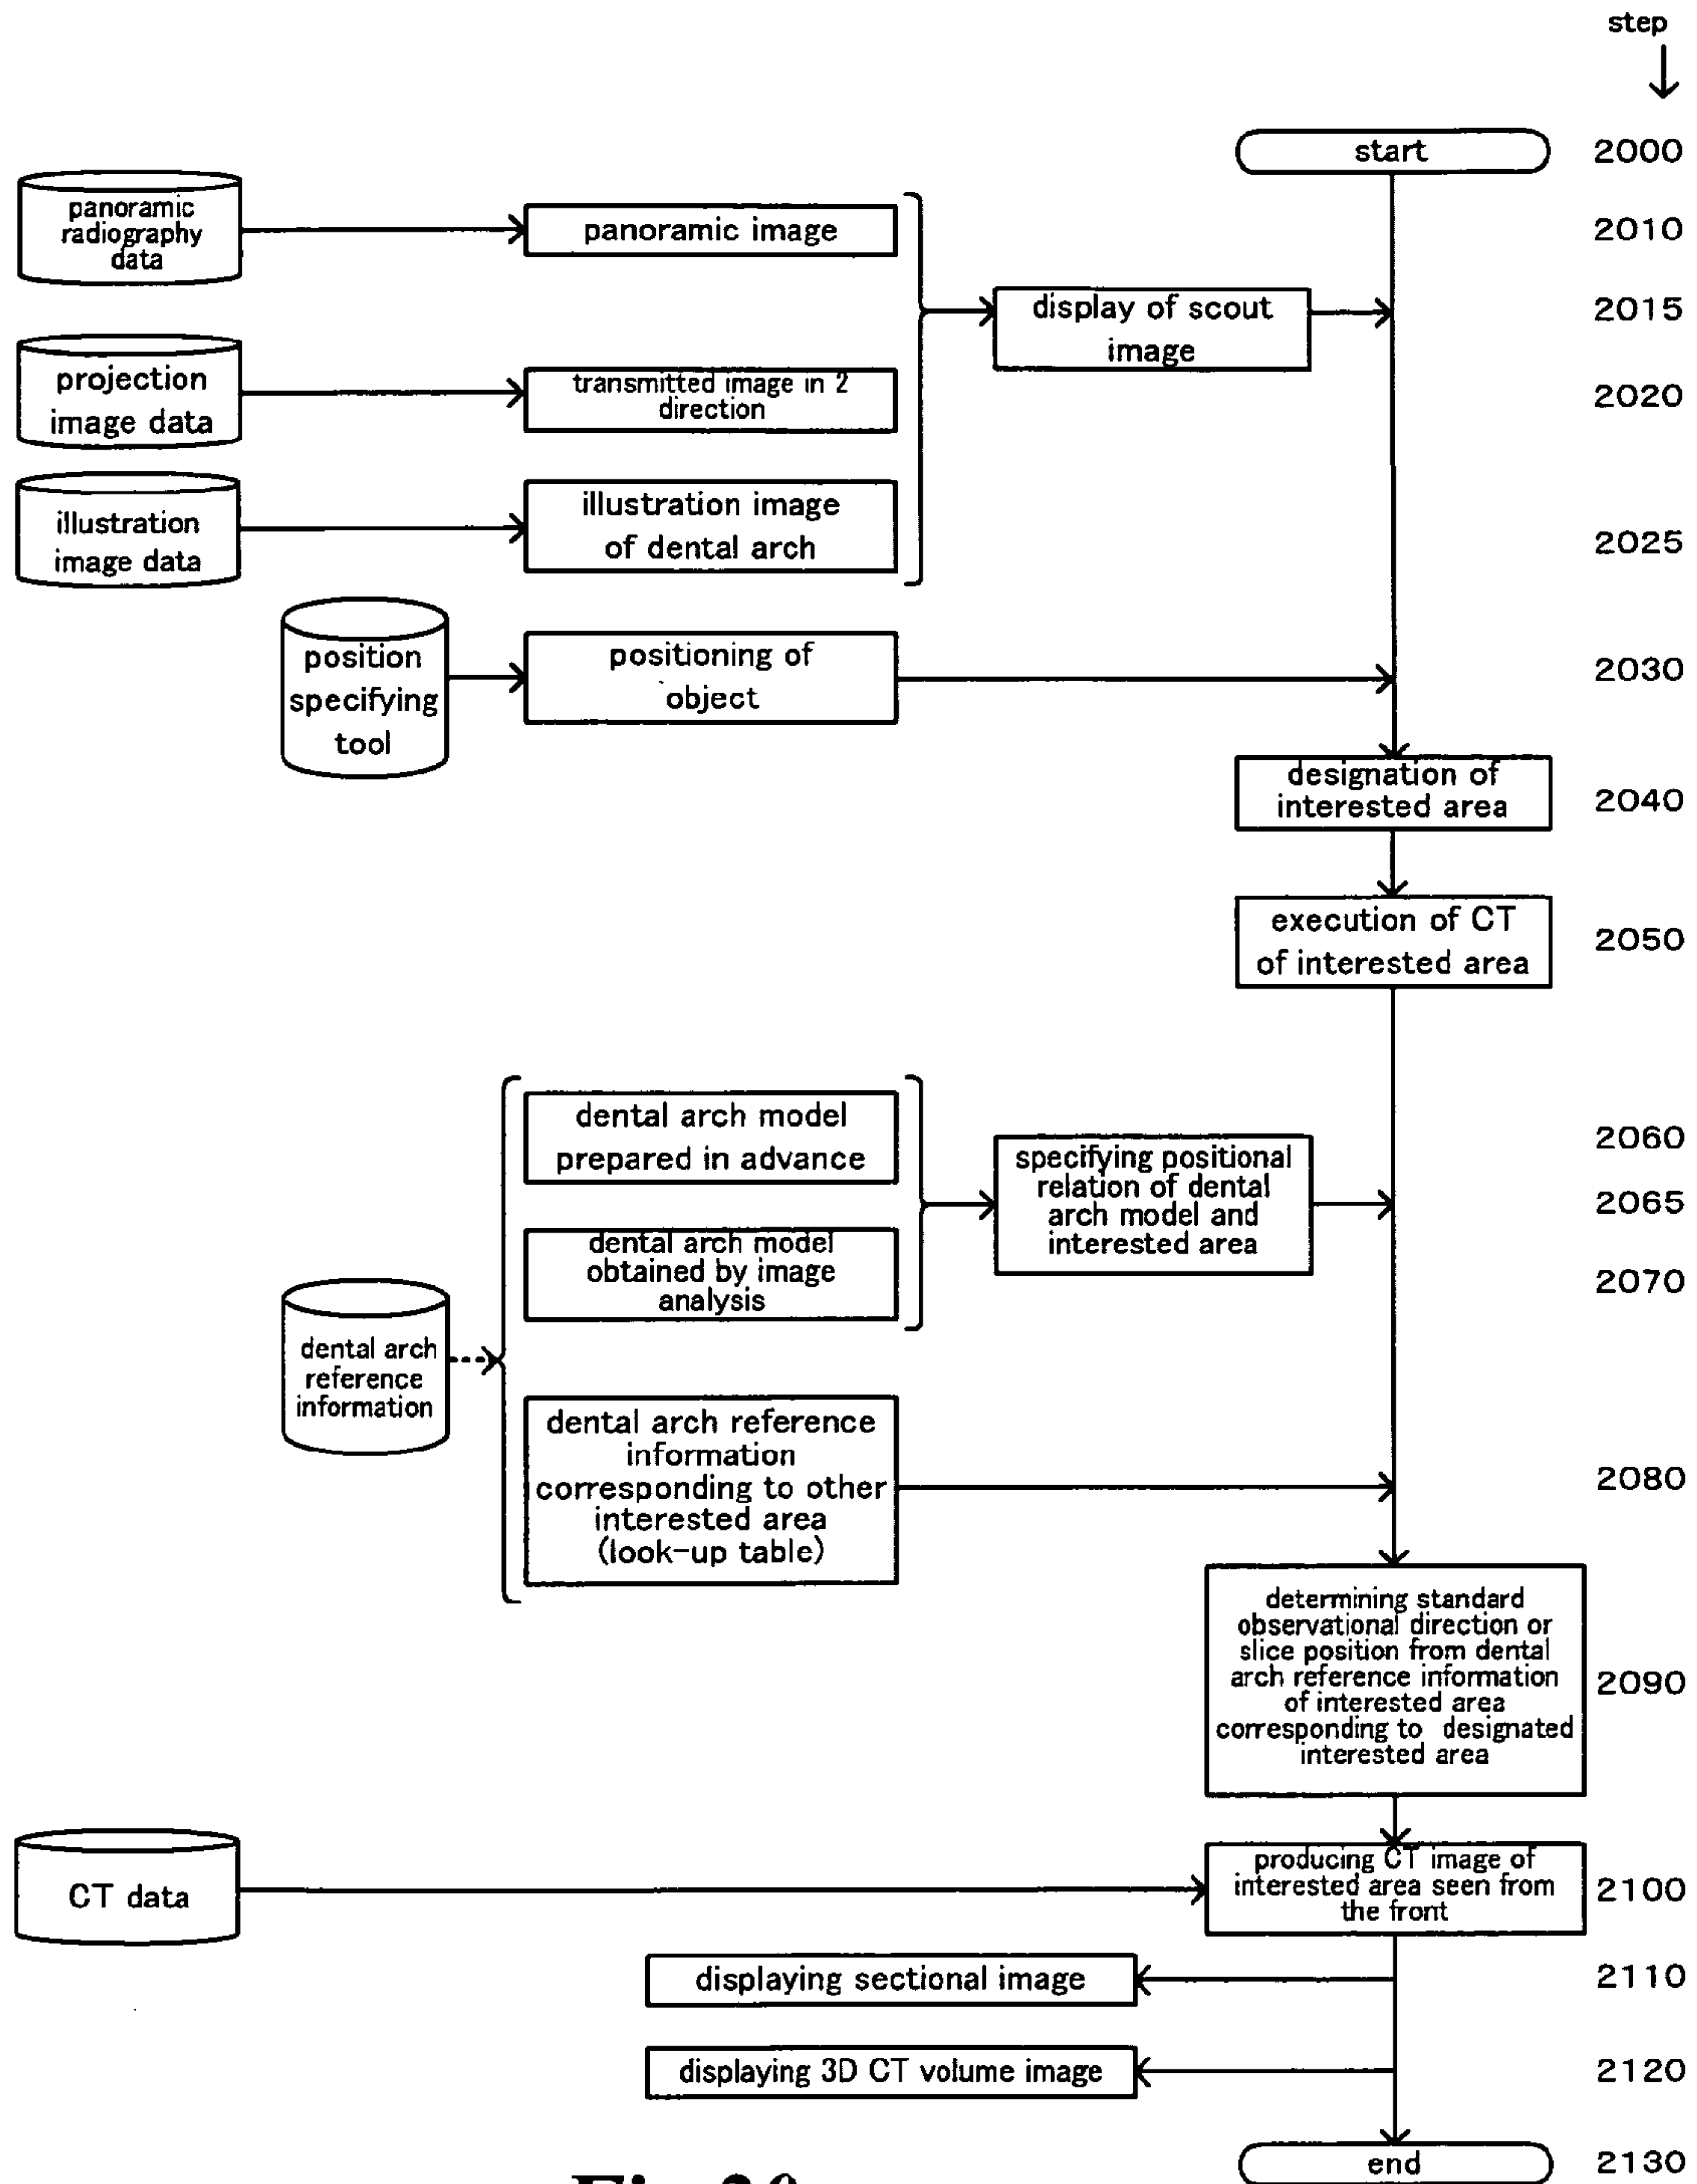 step
start
2000
panoramic
radiography
data
panoramic image
2010
display of scout
image
2015
projection
image data
transmitted image in 2
direction
2020
illustration
image data
illustration image
of dental arch
2025
position
specifying
tool
positioning of
object
2030
designation of
interested area
2040
execution of CT
of interested area
2050
dental arch model
prepared in advance
2060
specifying positional
relation of dental
arch model and
interested area
2065
dental arch model
obtained by image
analysis
2070
dental arch
reference
information
dental arch reference
information
corresponding to other
interested area
(look-up table)
2080
determining standard
observational direction or
slice position from dental
arch reference information
of interested area
corresponding to designated
interested area
2090
CT data
producing CT image of
interested area seen from
the front
2100
displaying sectional image
2110
displaying 3D CT volume image
2120
end
2130